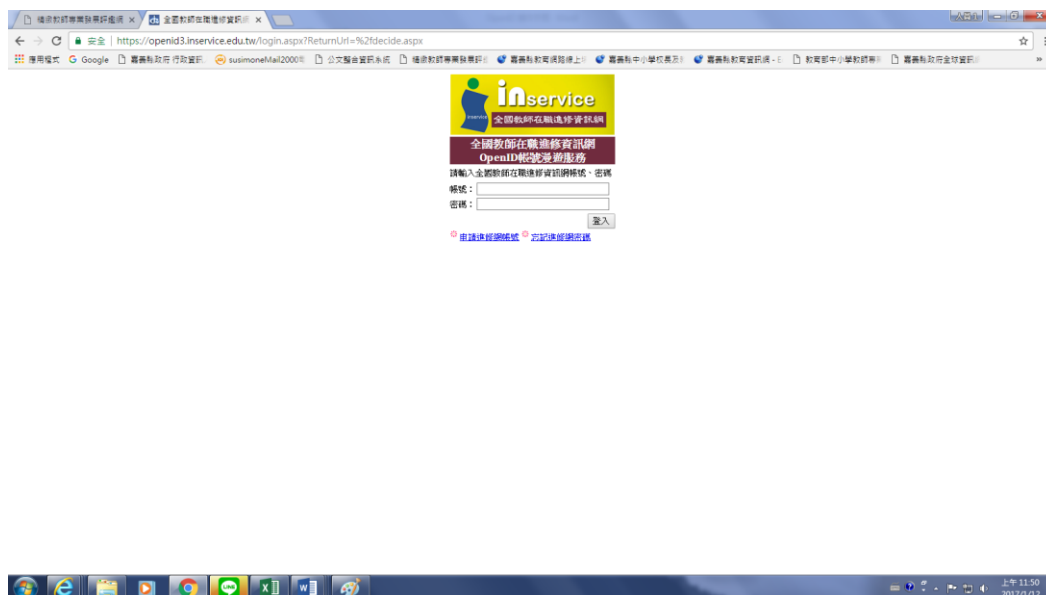 精緻教師專業發展評鑑網
全國教師在職進修資訊網
安全 | https://openid3.inservice.edu.tw/login.aspx?ReturnUrl=%2fdecide.aspx
應用程式 Google 嘉義縣政府 行政資訊 susimoneMail2000 公文整合資訊系統 精緻教師專業發展評 嘉義縣教育網路線上 嘉義縣中小學校長及 嘉義縣教育資訊網 - E 教育部中小學教師專 嘉義縣政府全球資訊
inservice
全國教師在職進修資訊網
全國教師在職進修資訊網
OpenID帳號漫遊服務
請輸入全國教師在職進修資訊網帳號、密碼
帳號：
密碼：
登入
申請進修網帳號 忘記進修網密碼
上午 11:50
2017/1/12